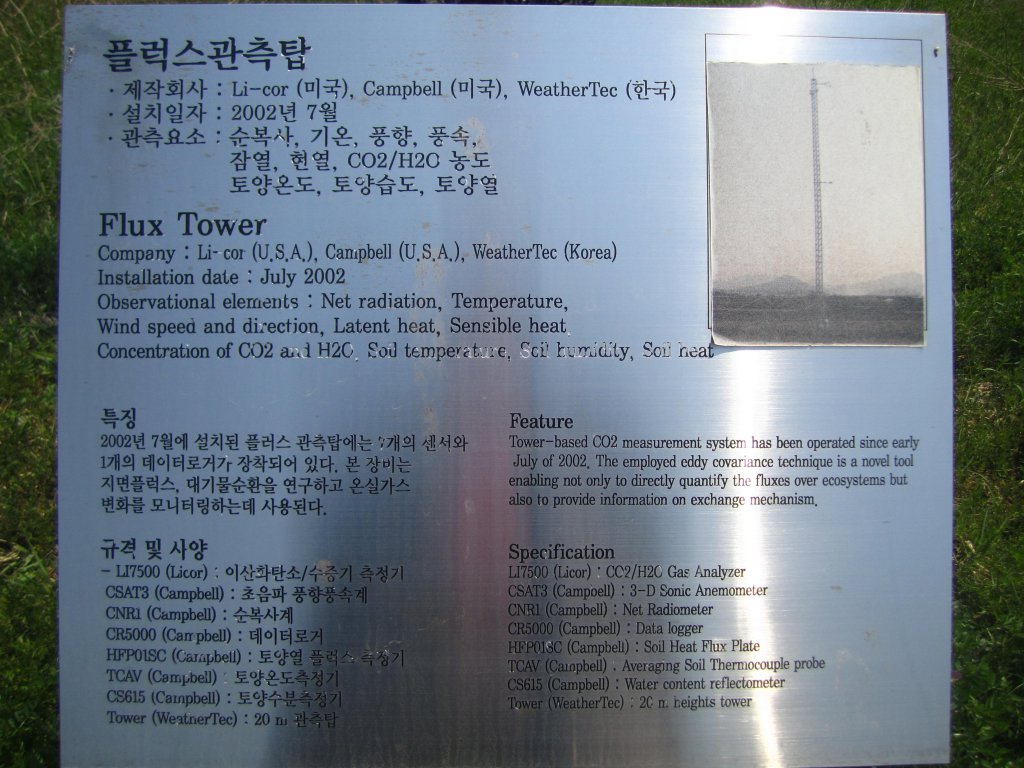 플럭스관측탑
· 제작회사 : Li-cor (미국), Campbell (미국), WeatherTec (한국)
· 설치일자 : 2002년 7월
· 관측요소 : 순복사, 기온, 풍향, 풍속,
잠열, 현열, CO2/H2O 농도
토양온도, 토양습도, 토양열
Flux Tower
Company : Li-cor (U.S.A.), Campbell (U.S.A.), WeatherTec (Korea)
Installation date : July 2002
Observational elements : Net radiation, Temperature,
Wind speed and direction, Latent heat, Sensible heat,
Concentration of CO2 and H2O, Soil temperature, Soil humidity, Soil heat
특징
2002년 7월에 설치된 플럭스 관측탑에는 7개의 센서와
1개의 데이터로거가 장착되어 있다. 본 장비는
지면플럭스, 대기물순환을 연구하고 온실가스
변화를 모니터링하는데 사용된다.
Feature
Tower-based CO2 measurement system has been operated since early
July of 2002. The employed eddy covariance technique is a novel tool
enabling not only to directly quantify the fluxes over ecosystems but
also to provide information on exchange mechanism.
규격 및 사양
- LI7500 (Licor) : 이산화탄소/수증기 측정기
CSAT3 (Campbell) : 초음파 풍향풍속계
CNR1 (Campbell) : 순복사계
CR5000 (Campbell) : 데이터로거
HFP01SC (Campbell) : 토양열 플럭스 측정기
TCAV (Campbell) : 토양온도측정기
CS615 (Campbell) : 토양수분측정기
Tower (WeatherTec) : 20 m 관측탑
Specification
LI7500 (Licor) : CO2/H2O Gas Analyzer
CSAT3 (Campbell) : 3-D Sonic Anemometer
CNR1 (Campbell) : Net Radiometer
CR5000 (Campbell) : Data logger
HFP01SC (Campbell) : Soil Heat Flux Plate
TCAV (Campbell) : Averaging Soil Thermocouple probe
CS615 (Campbell) : Water content reflectometer
Tower (WeatherTec) : 20 m heights tower